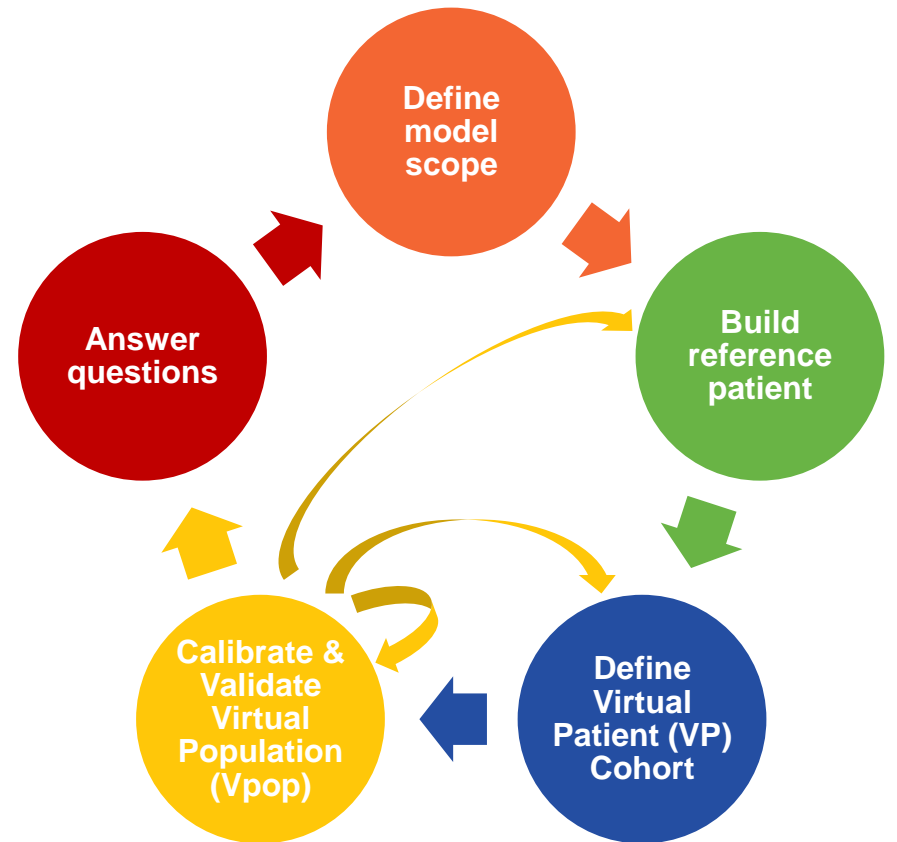 Define
model
scope
Build
reference
patient
Define
Virtual
Patient (VP)
Cohort
Calibrate &
Validate
Virtual
Population
(Vpop)
Answer
questions